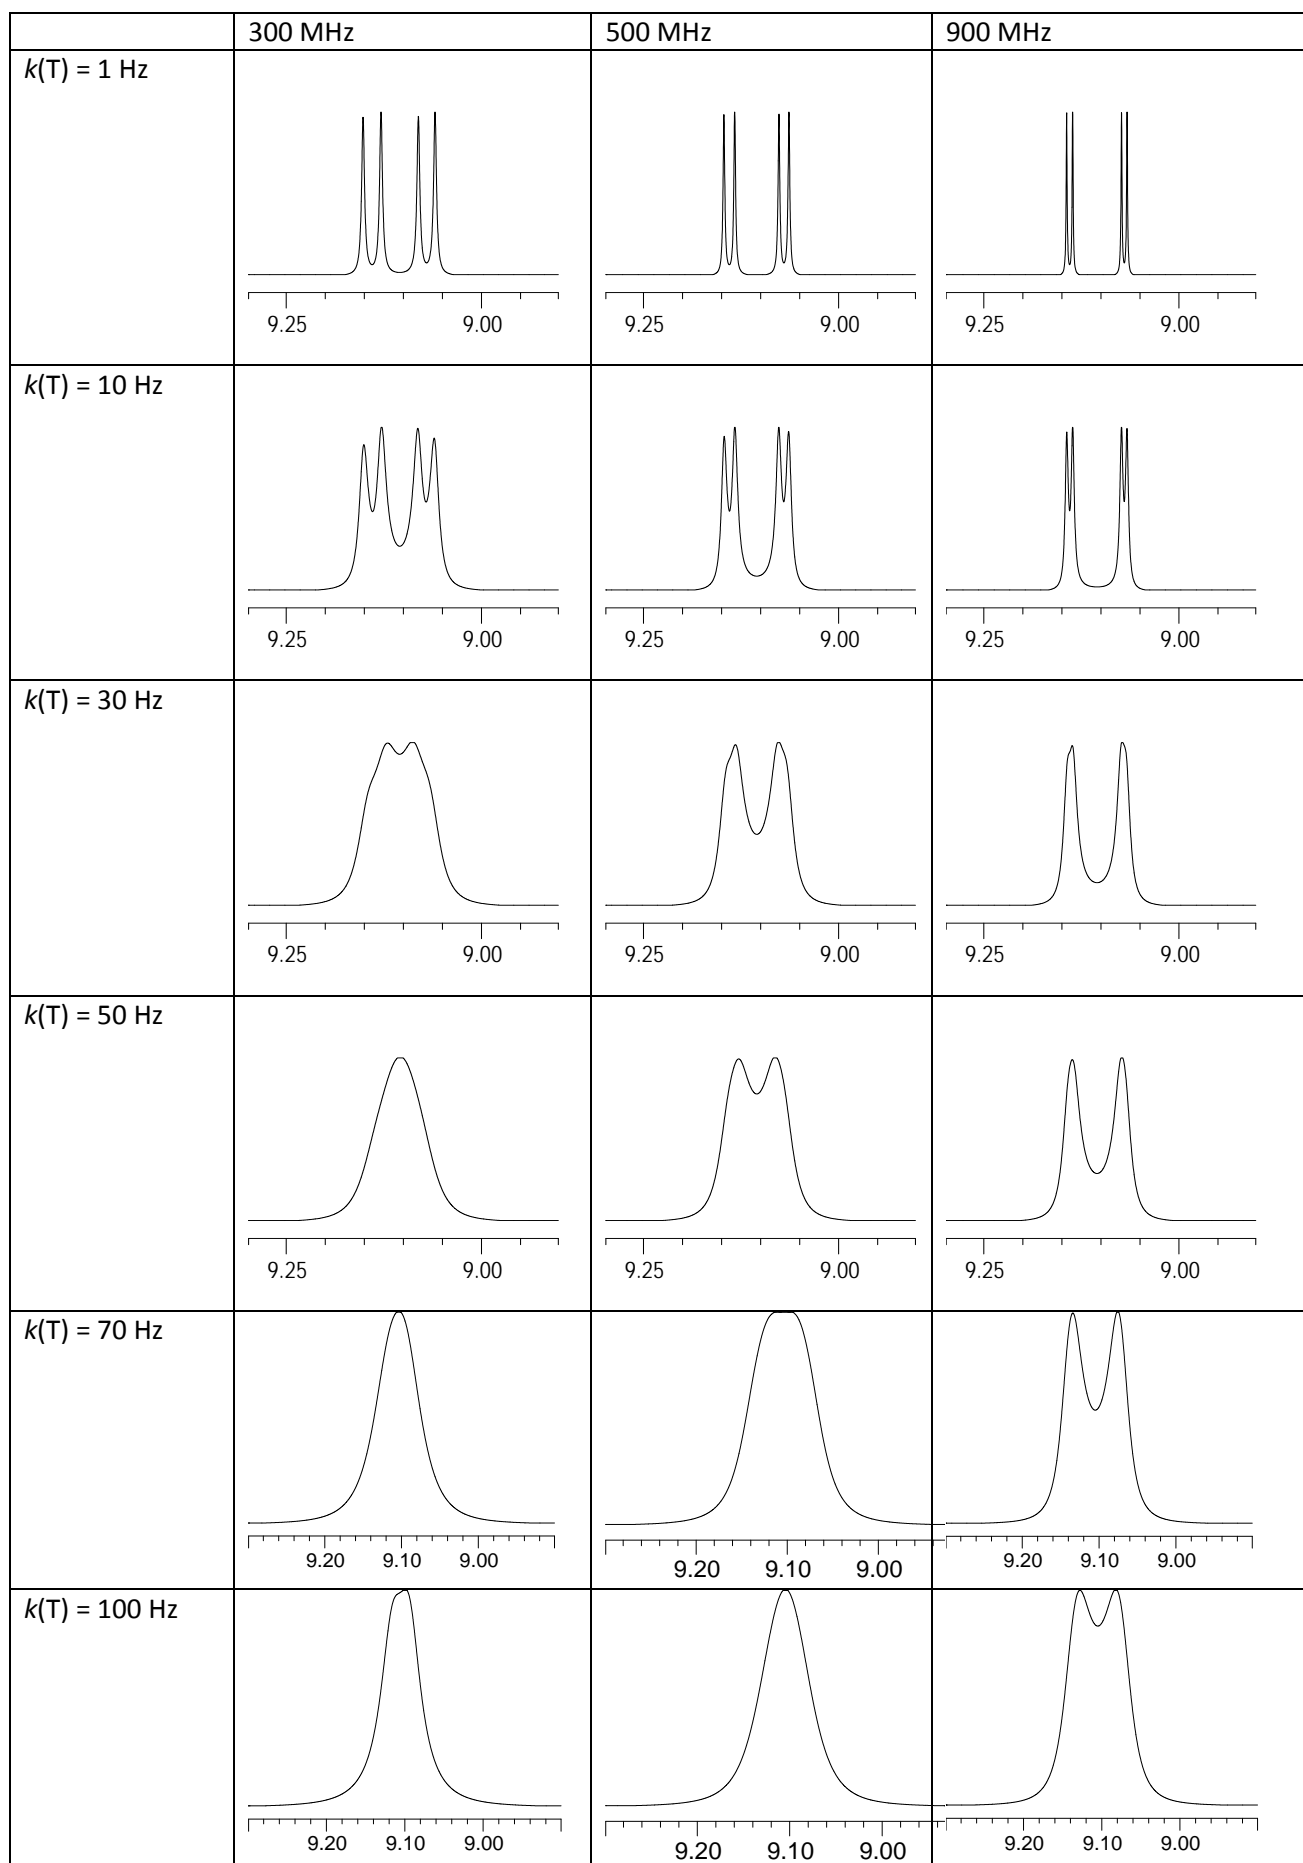 300 MHz 500 MHz 900 MHz
k(T) = 1 Hz
9.25 9.00 9.25 9.00 9.25 9.00
k(T) = 10 Hz
9.25 9.00 9.25 9.00 9.25 9.00
k(T) = 30 Hz
9.25 9.00 9.25 9.00 9.25 9.00
k(T) = 50 Hz
9.25 9.00 9.25 9.00 9.25 9.00
k(T) = 70 Hz
9.20 9.10 9.00 9.20 9.10 9.00 9.20 9.10 9.00
k(T) = 100 Hz
9.20 9.10 9.00 9.20 9.10 9.00 9.20 9.10 9.00